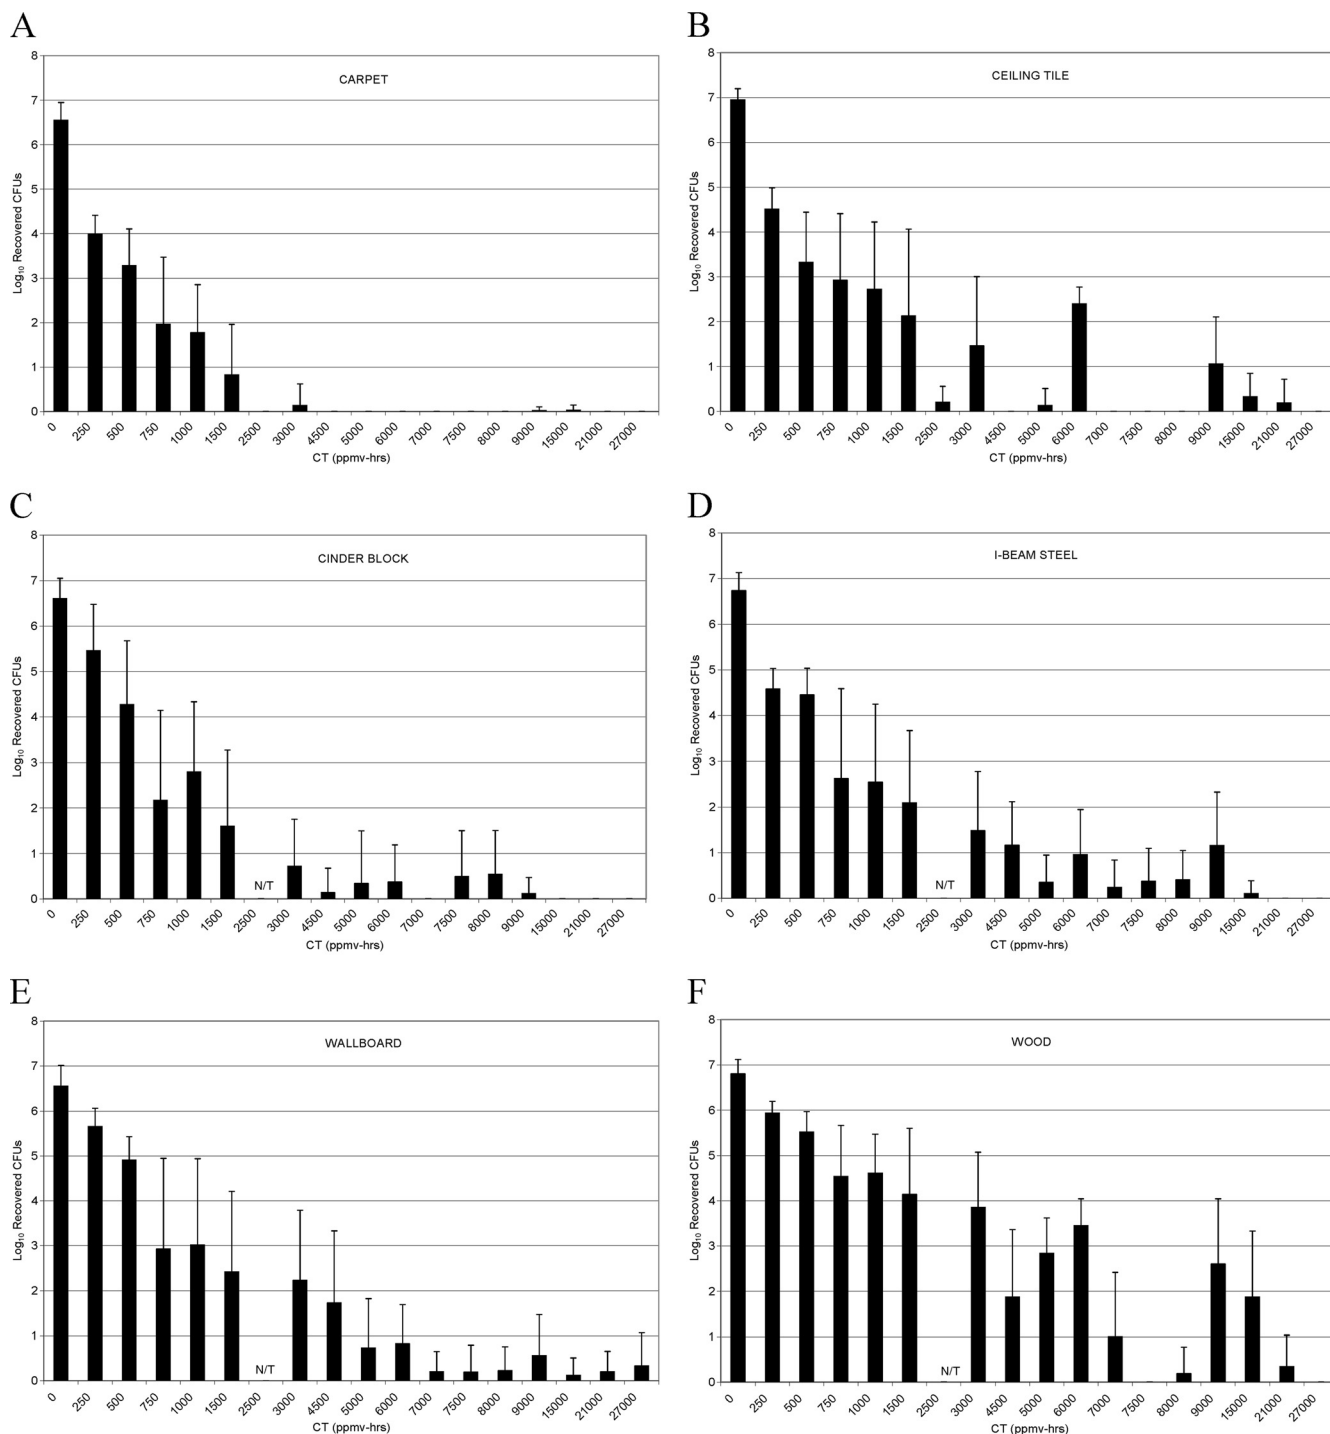 A
CARPET
Log10 Recovered CFUs
8
7
6
5
4
3
2
1
0
0 250 500 750 1000 1500 2500 3000 4500 5000 6000 7000 7500 8000 9000 15000 21000 27000
CT (ppmv-hrs)
B
CEILING TILE
Log10 Recovered CFUs
8
7
6
5
4
3
2
1
0
0 250 500 750 1000 1500 2500 3000 4500 5000 6000 7000 7500 8000 9000 15000 21000 27000
CT (ppmv-hrs)
C
CINDER BLOCK
Log10 Recovered CFUs
8
7
6
5
4
3
2
1
0
N/T
0 250 500 750 1000 1500 2500 3000 4500 5000 6000 7000 7500 8000 9000 15000 21000 27000
CT (ppmv-hrs)
D
I-BEAM STEEL
Log10 Recovered CFUs
8
7
6
5
4
3
2
1
0
N/T
0 250 500 750 1000 1500 2500 3000 4500 5000 6000 7000 7500 8000 9000 15000 21000 27000
CT (ppmv-hrs)
E
WALLBOARD
Log10 Recovered CFUs
8
7
6
5
4
3
2
1
0
N/T
0 250 500 750 1000 1500 2500 3000 4500 5000 6000 7000 7500 8000 9000 15000 21000 27000
CT (ppmv-hrs)
F
WOOD
Log10 Recovered CFUs
8
7
6
5
4
3
2
1
0
N/T
0 250 500 750 1000 1500 2500 3000 4500 5000 6000 7000 7500 8000 9000 15000 21000 27000
CT (ppmv-hrs)